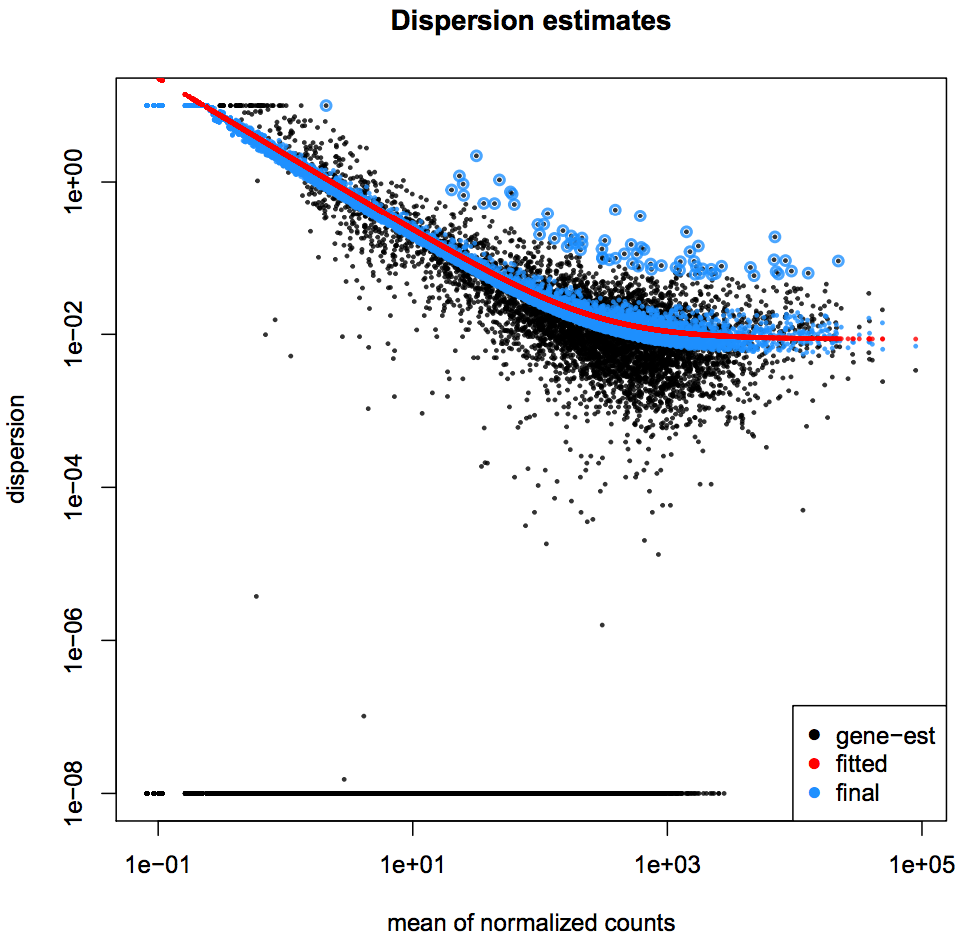 Dispersion estimates
dispersion
1e+00
1e−02
1e−04
1e−06
1e−08
gene−est
fitted
final
1e−01
1e+01
1e+03
1e+05
mean of normalized counts